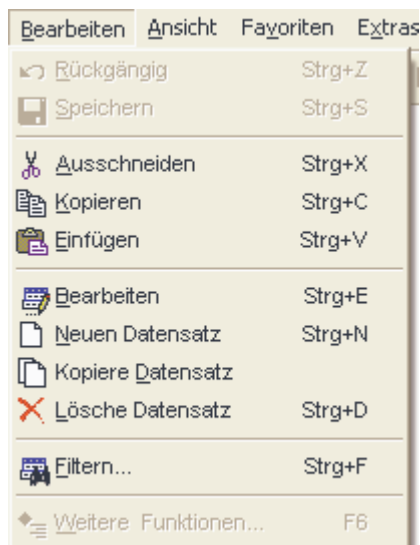 Bearbeiten Ansicht Favoriten Extras
Rückgängig Strg+Z
Speichern Strg+S
Ausschneiden Strg+X
Kopieren Strg+C
Einfügen Strg+V
Bearbeiten Strg+E
Neuen Datensatz Strg+N
Kopiere Datensatz
Lösche Datensatz Strg+D
Filtern... Strg+F
Weitere Funktionen... F6